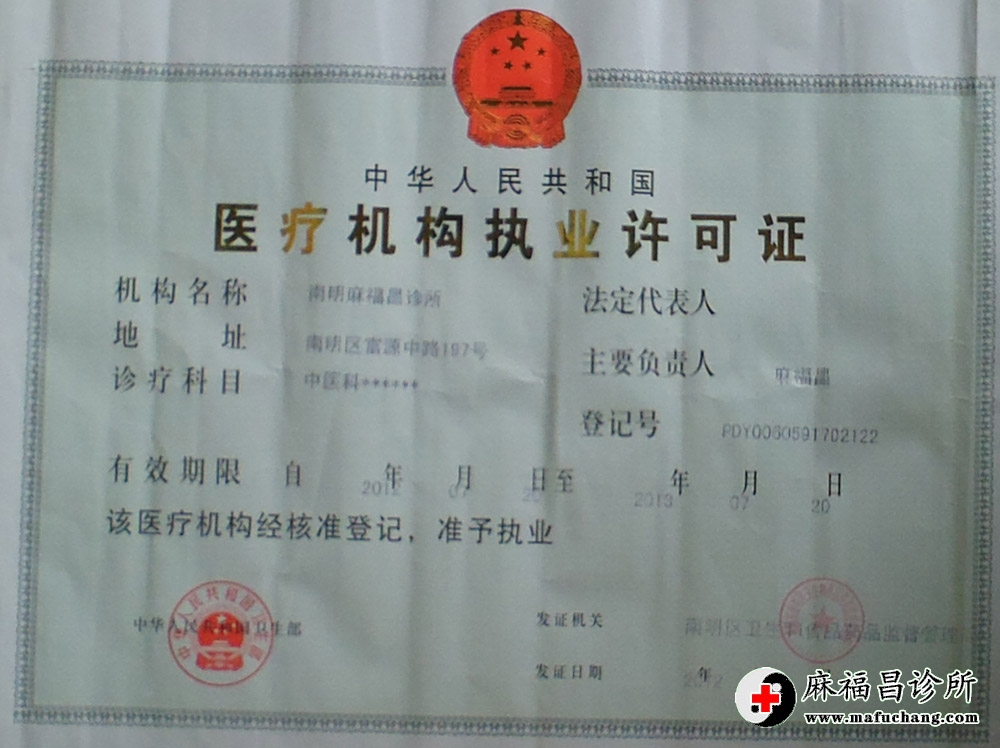 中华人民共和国
医疗机构执业许可证
机构名称 南明麻福昌诊所
地址 南明区富源中路197号
诊疗科目 中医科******
法定代表人
主要负责人 麻福昌
登记号 PDY0060591702122
有效期限 自 2012 年 07 月 日至 2013 年 07 月 20 日
该医疗机构经核准登记，准予执业
中华人民共和国卫生部
发证机关 南明区卫生和食品药品监督管理
发证日期 2012 年
麻福昌诊所
www.mafuchang.com